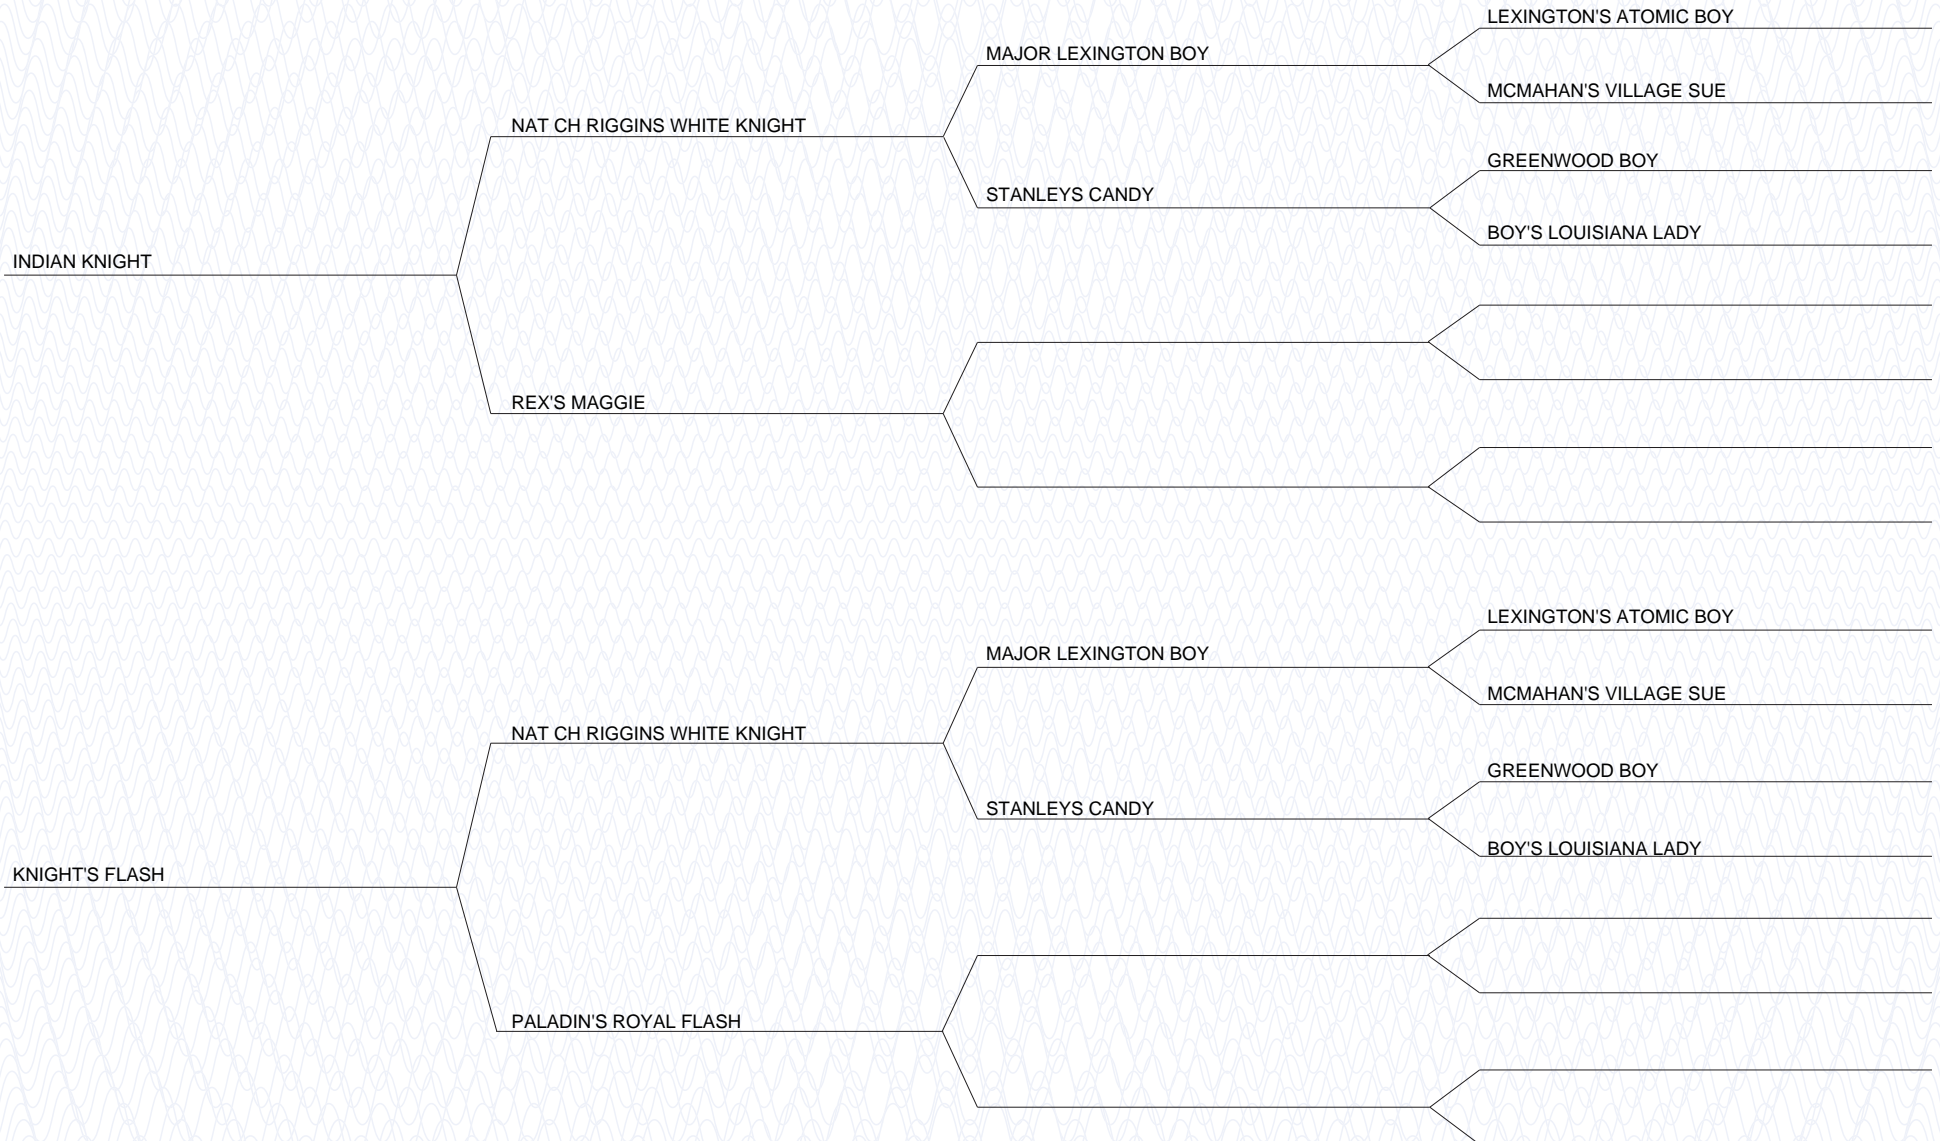 LEXINGTON'S ATOMIC BOY
MAJOR LEXINGTON BOY
MCMAHAN'S VILLAGE SUE
NAT CH RIGGINS WHITE KNIGHT
GREENWOOD BOY
STANLEYS CANDY
BOY'S LOUISIANA LADY
INDIAN KNIGHT
REX'S MAGGIE
LEXINGTON'S ATOMIC BOY
MAJOR LEXINGTON BOY
MCMAHAN'S VILLAGE SUE
NAT CH RIGGINS WHITE KNIGHT
GREENWOOD BOY
STANLEYS CANDY
BOY'S LOUISIANA LADY
KNIGHT'S FLASH
PALADIN'S ROYAL FLASH